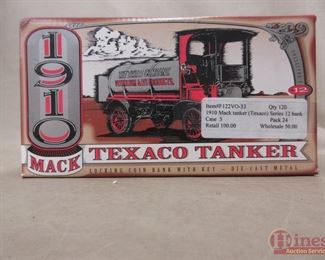 1910
MACK
12
Item#F122VO-33 Qty 120
1910 Mack tanker (Texaco) Series 12 bank
Case 5 Pack 24
Retail 100.00 Wholesale 50.00
TEXACO TANKER
LOCKING COIN BANK WITH KEY - DIE-CAST METAL
Hines
Auction Service